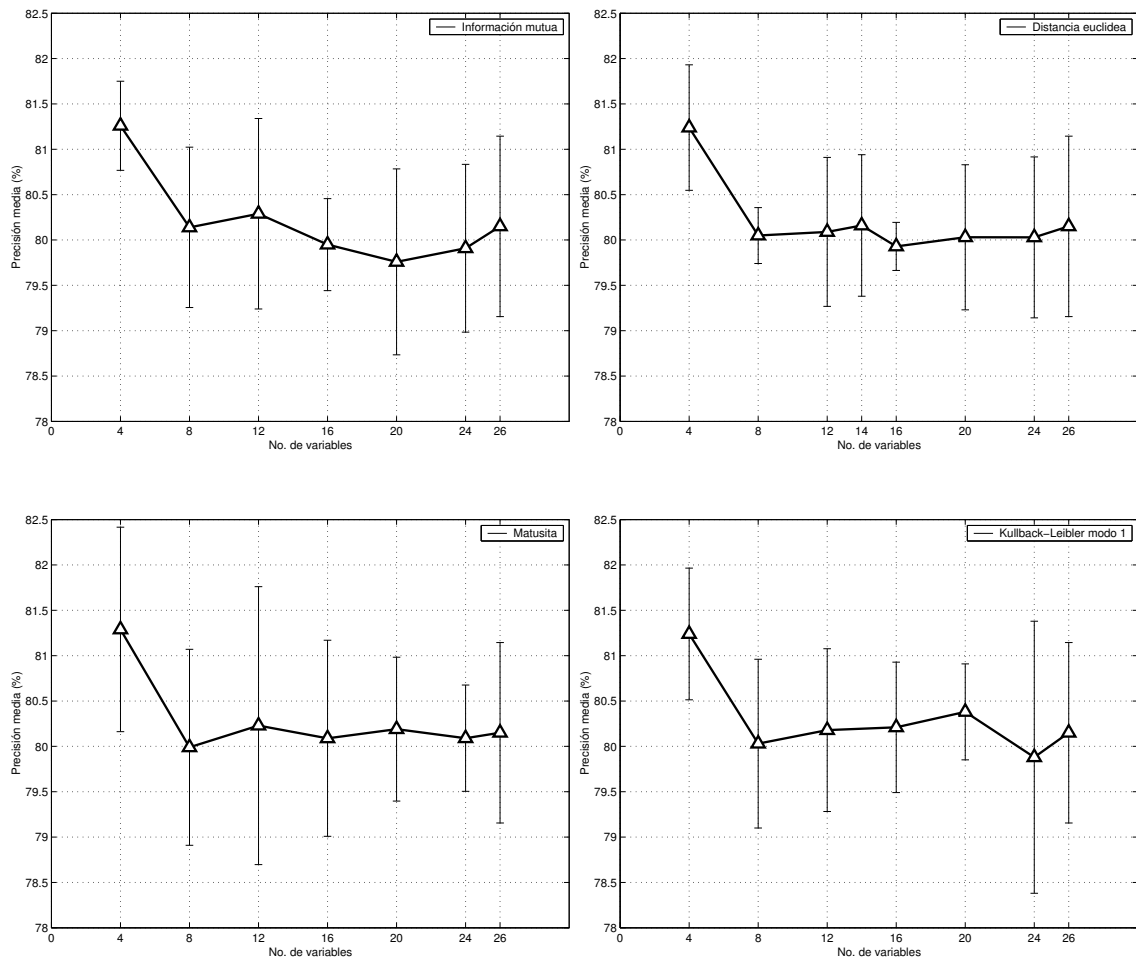 82.5
82
81.5
81
80.5
80
79.5
79
78.5
78
Precisión media (%)
0 4 8 12 16 20 24 26
No. de variables
Información mutua
82.5
82
81.5
81
80.5
80
79.5
79
78.5
78
Precisión media (%)
0 4 8 12 14 16 20 24 26
No. de variables
Distancia euclidea
82.5
82
81.5
81
80.5
80
79.5
79
78.5
78
Precisión media (%)
0 4 8 12 16 20 24 26
No. de variables
Matusita
82.5
82
81.5
81
80.5
80
79.5
79
78.5
78
Precisión media (%)
0 4 8 12 16 20 24 26
No. de variables
Kullback−Leibler modo 1